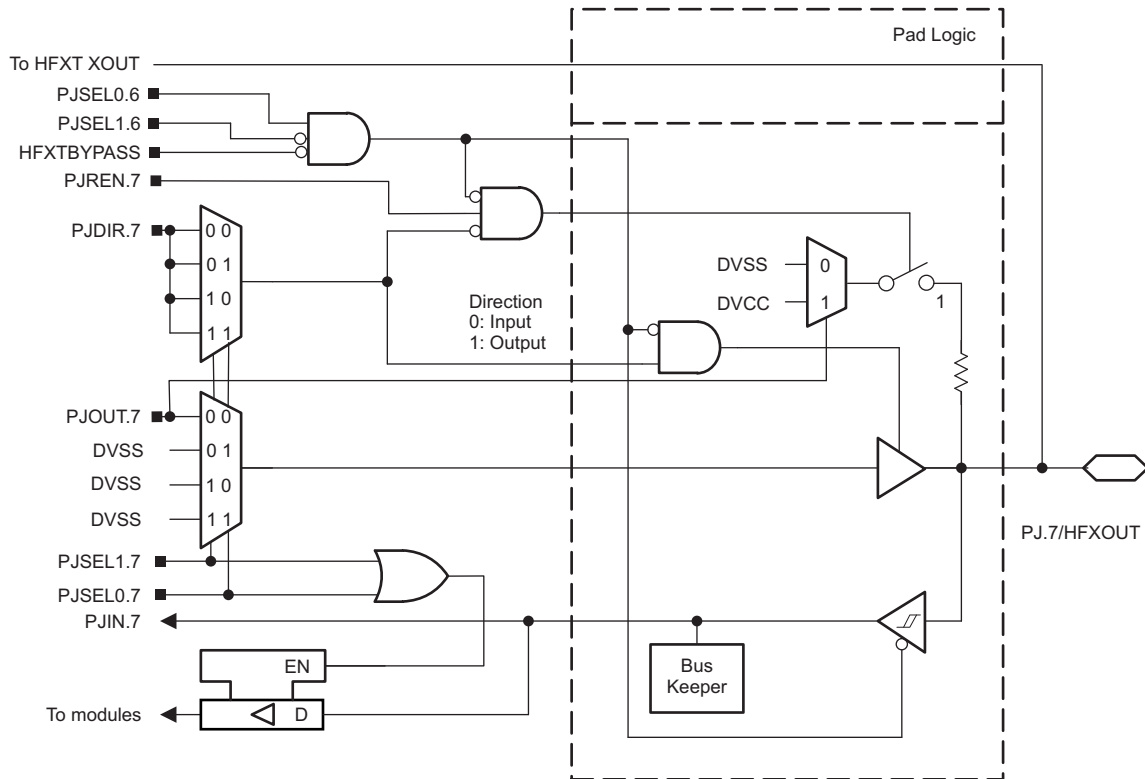 Pad Logic
To HFXT XOUT
PJSEL0.6
PJSEL1.6
HFXTBYPASS
PJREN.7
PJDIR.7
0 0
0 1
1 0
1 1
Direction
0: Input
1: Output
DVSS
0
DVCC
1
1
PJOUT.7
0 0
DVSS
0 1
DVSS
1 0
DVSS
1 1
PJ.7/HFXOUT
PJSEL1.7
PJSEL0.7
PJIN.7
EN
Bus
Keeper
To modules
D